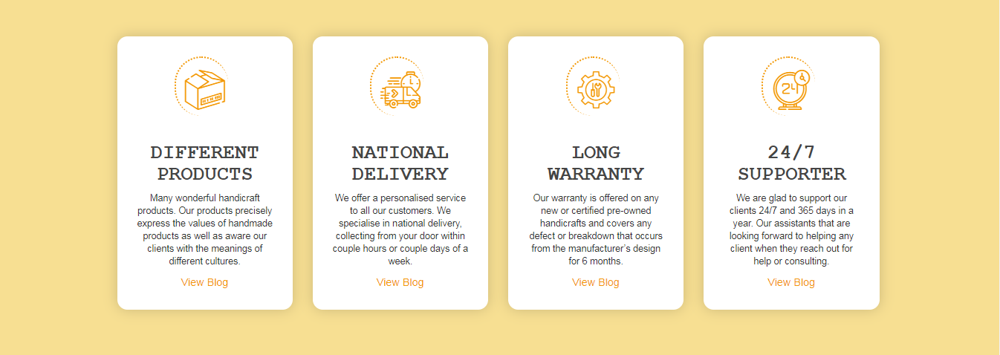 24
DIFFERENT
PRODUCTS
Many wonderful handicraft
products. Our products precisely
express the values of handmade
products as well as aware our
clients with the meanings of
different cultures.
View Blog
NATIONAL
DELIVERY
We offer a personalised service
to all our customers. We
specialise in national delivery,
collecting from your door within
couple hours or couple days of a
week.
View Blog
LONG
WARRANTY
Our warranty is offered on any
new or certified pre-owned
handicrafts and covers any
defect or breakdown that occurs
from the manufacturer’s design
for 6 months.
View Blog
24/7
SUPPORTER
We are glad to support our
clients 24/7 and 365 days in a
year. Our assistants that are
looking forward to helping any
client when they reach out for
help or consulting.
View Blog